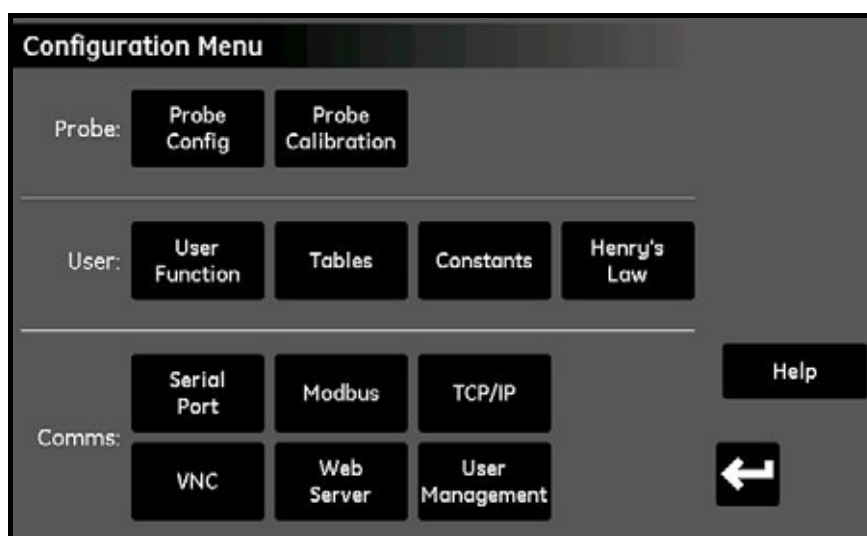 Configuration Menu
Probe:
Probe
Config
Probe
Calibration
User:
User
Function
Tables
Constants
Henry's
Law
Comms:
Serial
Port
Modbus
TCP/IP
VNC
Web
Server
User
Management
Help